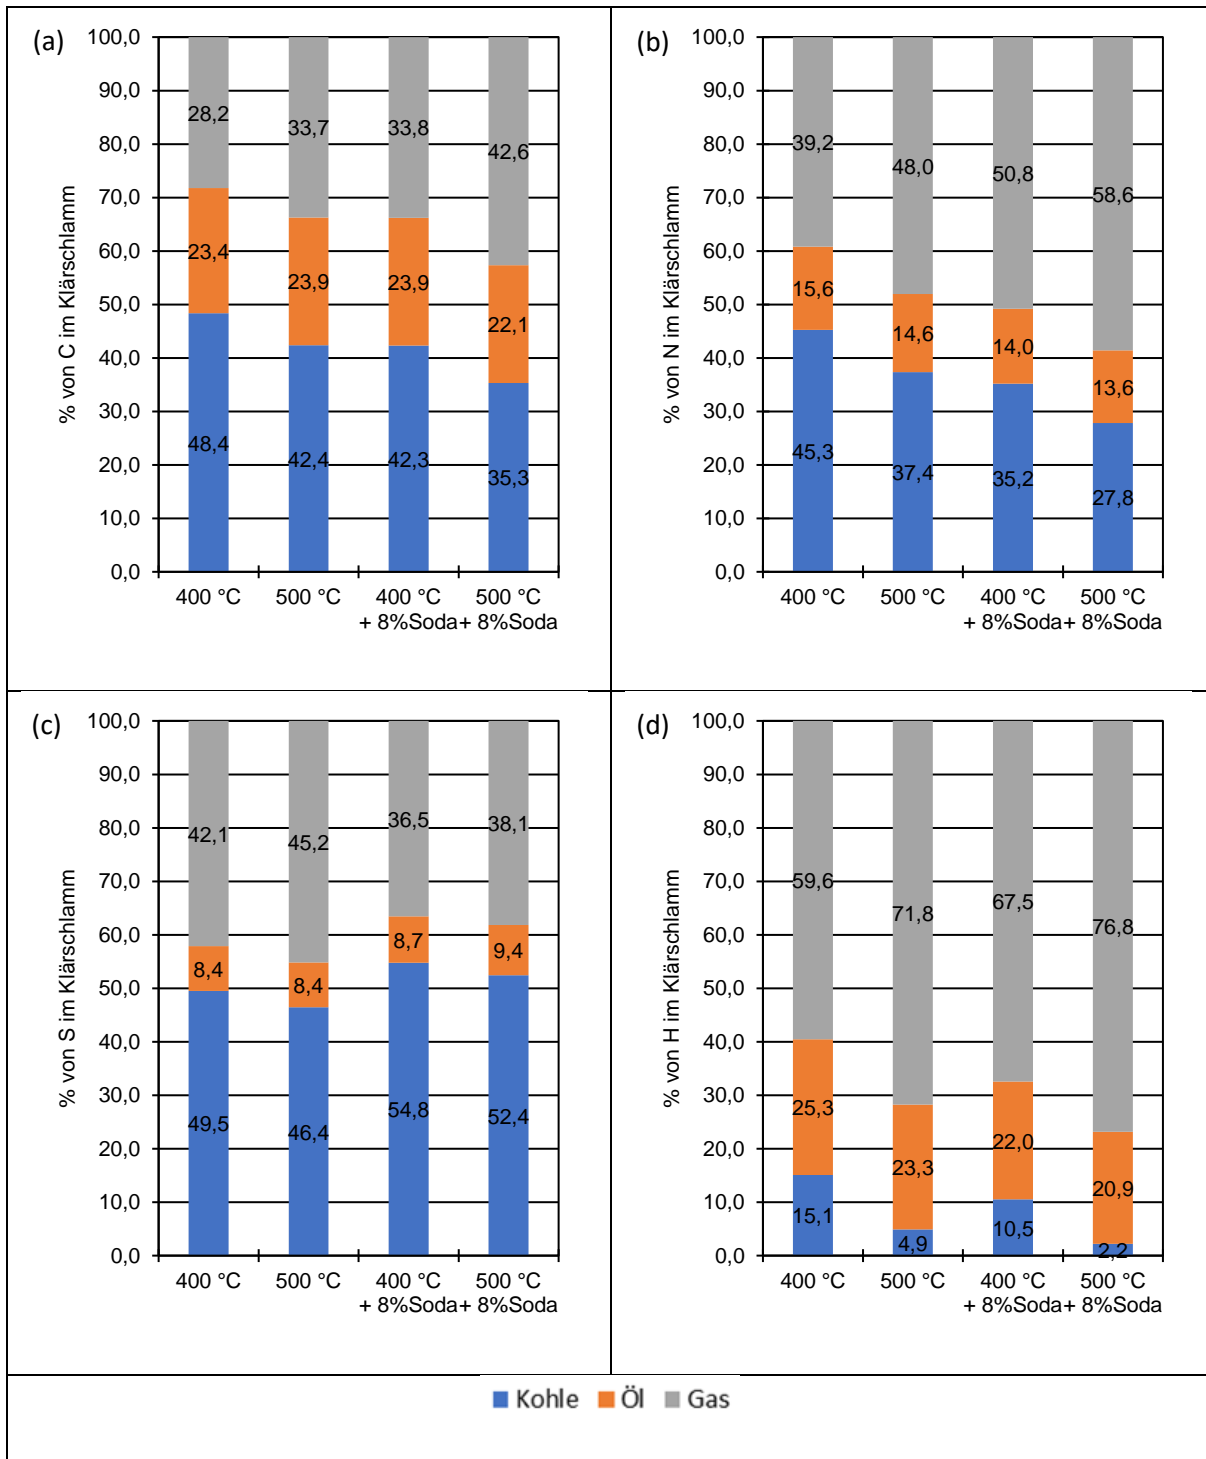 (a)
% von C im Klärschlamm
100,0
90,0
80,0
70,0
60,0
50,0
40,0
30,0
20,0
10,0
0,0
28,2
33,7
33,8
42,6
23,4
23,9
23,9
22,1
48,4
42,4
42,3
35,3
400 °C
500 °C
400 °C
+ 8%Soda
500 °C
+ 8%Soda
(b)
% von N im Klärschlamm
100,0
90,0
80,0
70,0
60,0
50,0
40,0
30,0
20,0
10,0
0,0
39,2
48,0
50,8
58,6
15,6
14,6
14,0
13,6
45,3
37,4
35,2
27,8
400 °C
500 °C
400 °C
+ 8%Soda
500 °C
+ 8%Soda
(c)
% von S im Klärschlamm
100,0
90,0
80,0
70,0
60,0
50,0
40,0
30,0
20,0
10,0
0,0
42,1
45,2
36,5
38,1
8,4
8,4
8,7
9,4
49,5
46,4
54,8
52,4
400 °C
500 °C
400 °C
+ 8%Soda
500 °C
+ 8%Soda
(d)
% von H im Klärschlamm
100,0
90,0
80,0
70,0
60,0
50,0
40,0
30,0
20,0
10,0
0,0
59,6
71,8
67,5
76,8
25,3
23,3
22,0
20,9
15,1
4,9
10,5
2,2
400 °C
500 °C
400 °C
+ 8%Soda
500 °C
+ 8%Soda
Kohle Öl Gas